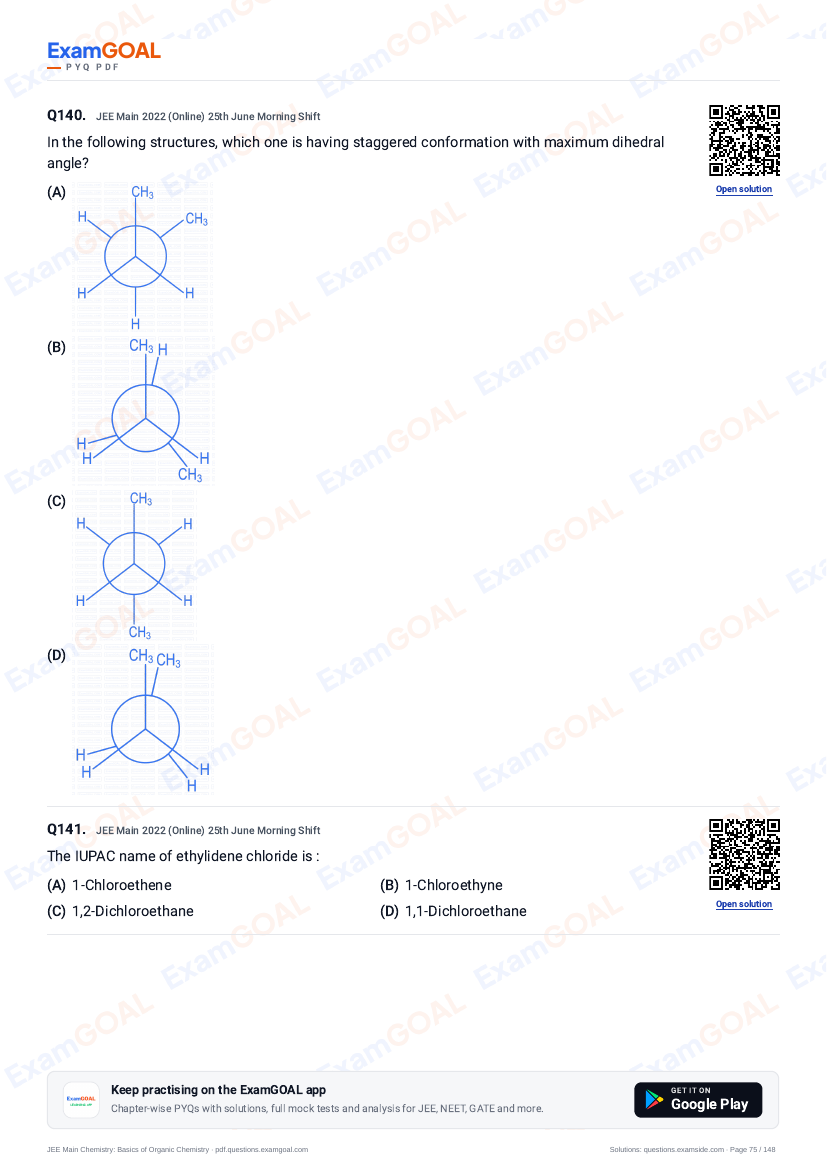 ExamGOAL
PYQ PDF
Q140. JEE Main 2022 (Online) 25th June Morning Shift
In the following structures, which one is having staggered conformation with maximum dihedral
angle?
Open solution
(A)
CH3
H CH3
H H
H
(B)
CH3 H
H
H H
CH3
(C)
CH3
H H
H H
CH3
(D)
CH3 CH3
H
H H
H
Q141. JEE Main 2022 (Online) 25th June Morning Shift
The IUPAC name of ethylidene chloride is :
(A) 1-Chloroethene (B) 1-Chloroethyne
(C) 1,2-Dichloroethane (D) 1,1-Dichloroethane
Open solution
Keep practising on the ExamGOAL app
Chapter-wise PYQs with solutions, full mock tests and analysis for JEE, NEET, GATE and more.
GET IT ON
Google Play
JEE Main Chemistry: Basics of Organic Chemistry · pdf.questions.examgoal.com Solutions: questions.examside.com · Page 75 / 148